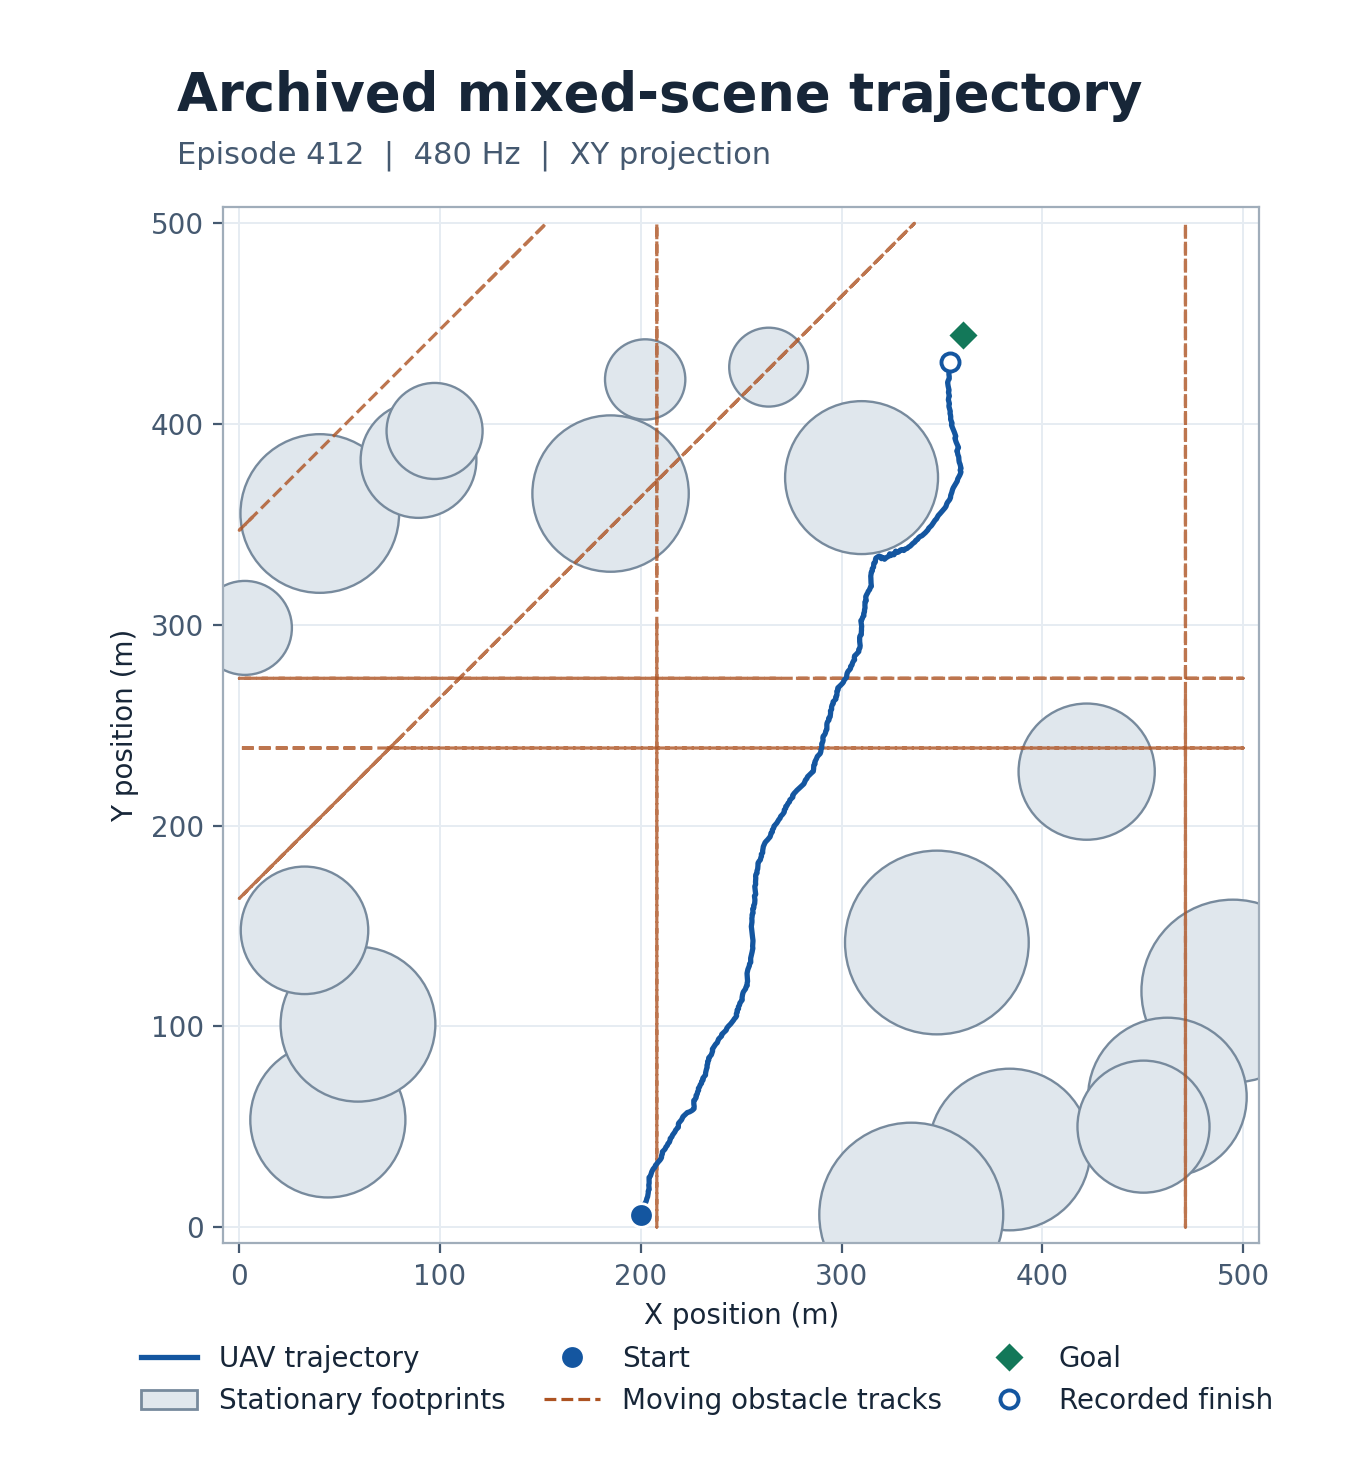 Archived mixed-scene trajectory
Episode 412 | 480 Hz | XY projection
500
400
300
200
100
0
Y position (m)
0 100 200 300 400 500
X position (m)
UAV trajectory Start Goal
Stationary footprints Moving obstacle tracks Recorded finish